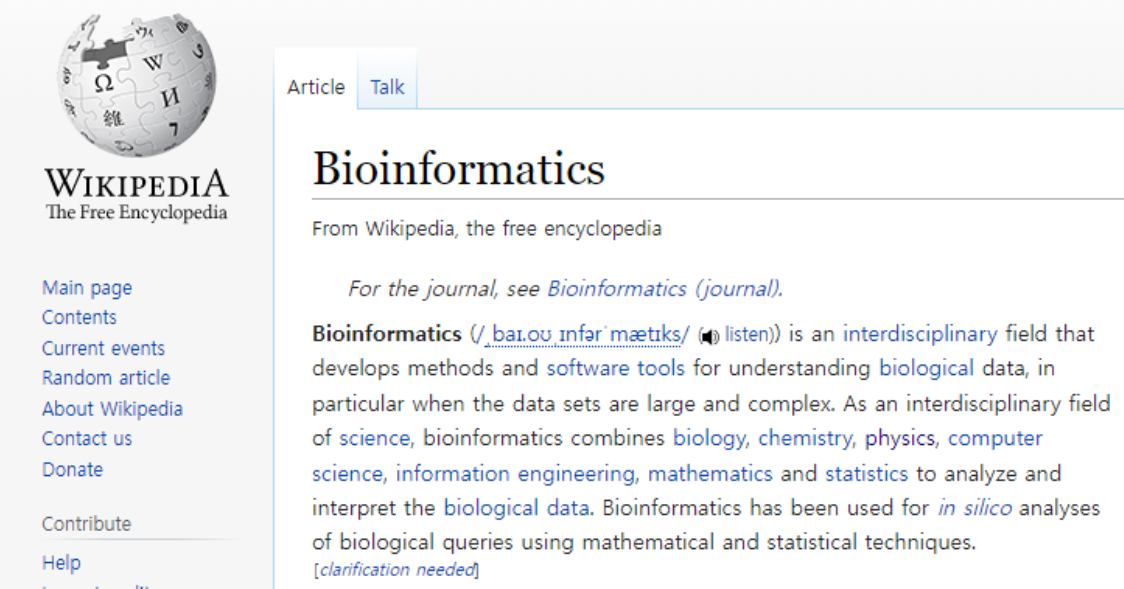 WIKIPEDIA
The Free Encyclopedia
Main page
Contents
Current events
Random article
About Wikipedia
Contact us
Donate
Contribute
Help
Article Talk
Bioinformatics
From Wikipedia, the free encyclopedia
For the journal, see Bioinformatics (journal).
Bioinformatics (/ˌbaɪ.oʊˌɪnfərˈmætɪks/ (listen)) is an interdisciplinary field that
develops methods and software tools for understanding biological data, in
particular when the data sets are large and complex. As an interdisciplinary field
of science, bioinformatics combines biology, chemistry, physics, computer
science, information engineering, mathematics and statistics to analyze and
interpret the biological data. Bioinformatics has been used for in silico analyses
of biological queries using mathematical and statistical techniques.
[clarification needed]